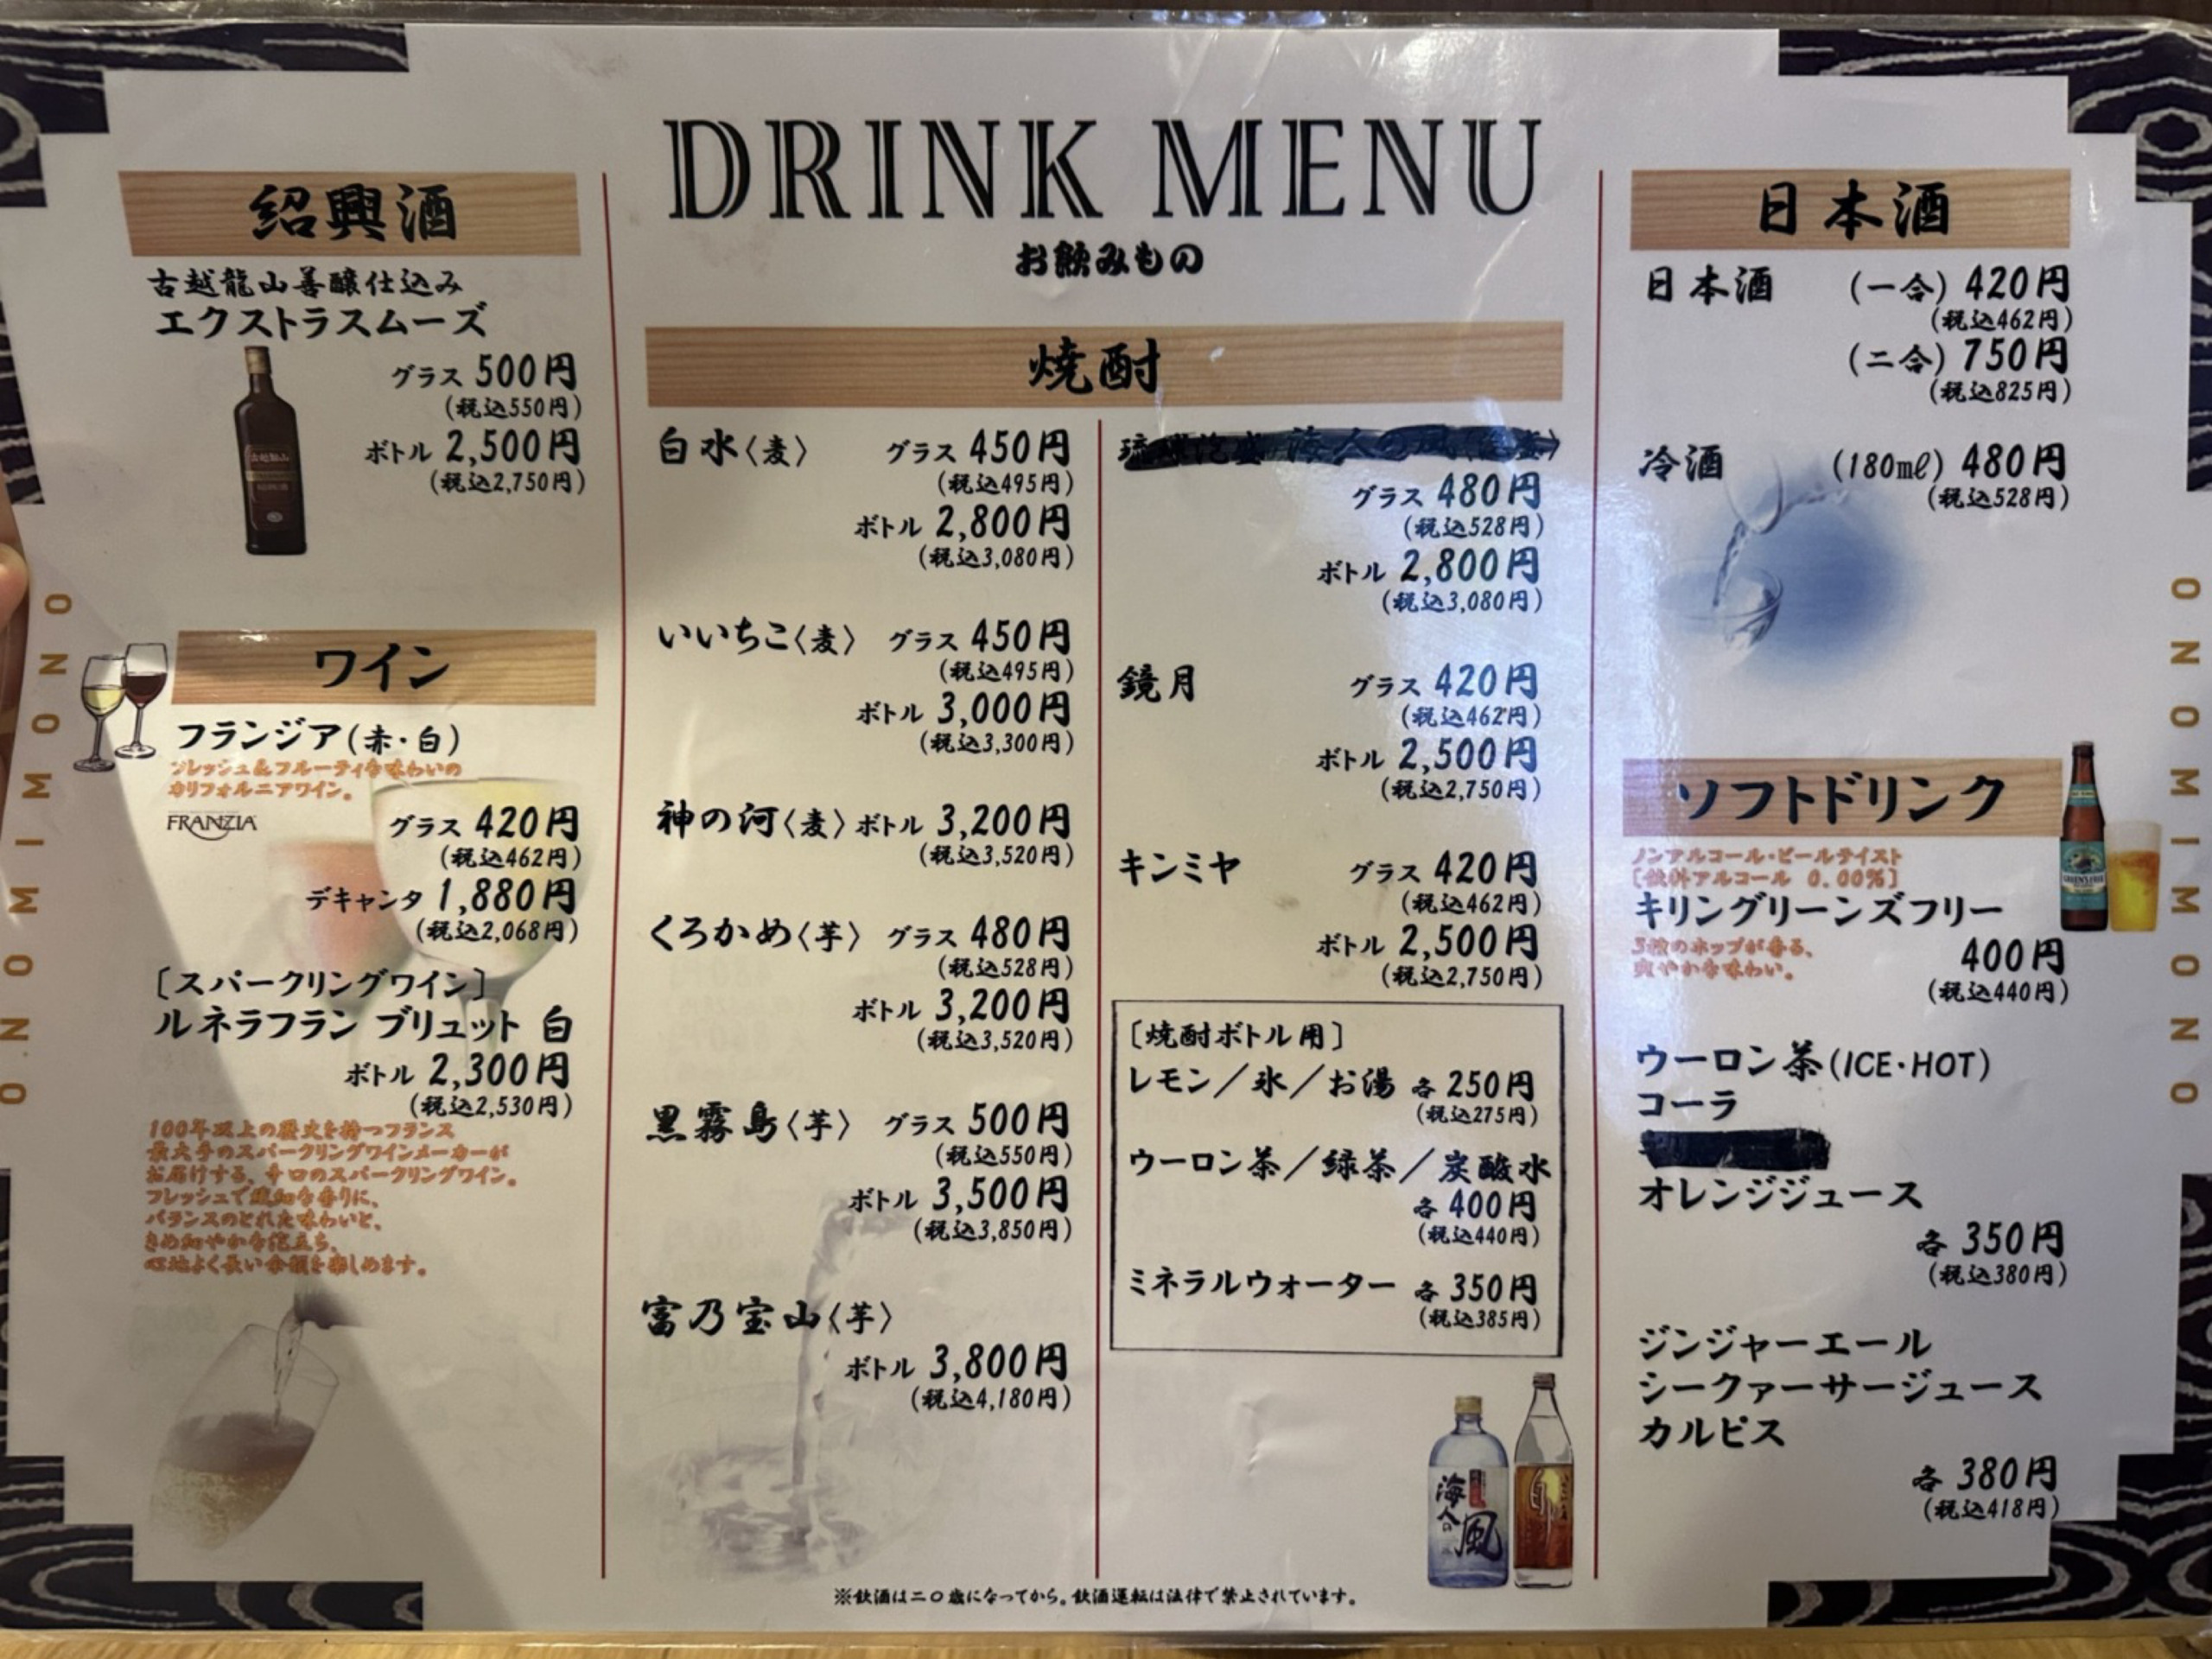 DRINK MENU
お飲みもの
紹興酒
古越龍山善醸仕込み
エクストラスムーズ
グラス 500円
(税込550円)
ボトル 2,500円
(税込2,750円)
ワイン
フランジア(赤・白)
フレッシュ&フルーティな味わいの
カリフォルニアワイン。
FRANZIA
グラス 420円
(税込462円)
デキャンタ 1,880円
(税込2,068円)
[スパークリングワイン]
ルネラフラン ブリュット 白
ボトル 2,300円
(税込2,530円)
100年以上の歴史を持つフランス
最大手のスパークリングワインメーカーが
お届けする、辛口のスパークリングワイン。
フレッシュで繊細な香りに、
バランスのとれた味わいと、
きめ細やかな泡立ち、
心地よく長い余韻を楽しめます。
焼酎
白水〈麦〉 グラス 450円
(税込495円)
ボトル 2,800円
(税込3,080円)
いいちこ〈麦〉 グラス 450円
(税込495円)
ボトル 3,000円
(税込3,300円)
神の河〈麦〉 ボトル 3,200円
(税込3,520円)
くろかめ〈芋〉 グラス 480円
(税込528円)
ボトル 3,200円
(税込3,520円)
黒霧島〈芋〉 グラス 500円
(税込550円)
ボトル 3,500円
(税込3,850円)
富乃宝山〈芋〉
ボトル 3,800円
(税込4,180円)
琉球泡盛 海人の風〈泡盛〉
グラス 480円
(税込528円)
ボトル 2,800円
(税込3,080円)
鏡月 グラス 420円
(税込462円)
ボトル 2,500円
(税込2,750円)
キンミヤ グラス 420円
(税込462円)
ボトル 2,500円
(税込2,750円)
[焼酎ボトル用]
レモン/氷/お湯 各 250円
(税込275円)
ウーロン茶/緑茶/炭酸水
各 400円
(税込440円)
ミネラルウォーター 各 350円
(税込385円)
海人の風
日本酒
日本酒 (一合) 420円
(税込462円)
(二合) 750円
(税込825円)
冷酒 (180mℓ) 480円
(税込528円)
ソフトドリンク
ノンアルコール・ビールテイスト
[飲料アルコール 0.00%]
キリングリーンズフリー
3種のホップが香る、
爽やかな味わい。
400円
(税込440円)
ウーロン茶(ICE・HOT)
コーラ
オレンジジュース
各 350円
(税込380円)
ジンジャーエール
シークァーサージュース
カルピス
各 380円
(税込418円)
※飲酒は二〇歳になってから。飲酒運転は法律で禁止されています。
ONOMIMONO
ONOMIMONO